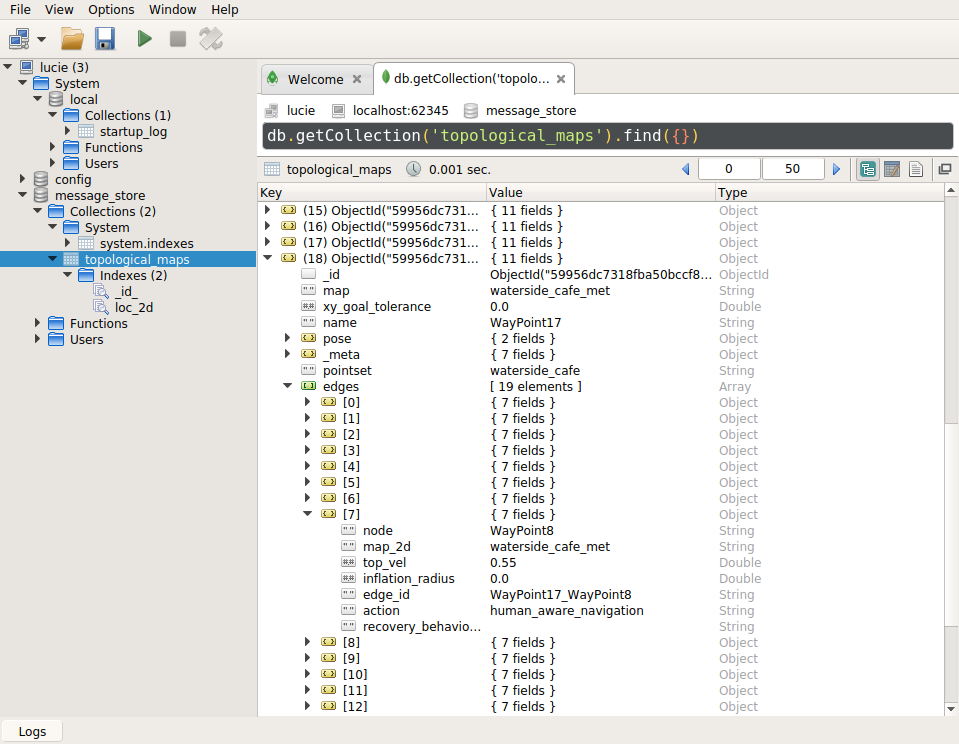 File View Options Window Help
lucie (3)
System
local
Collections (1)
startup_log
Functions
Users
config
message_store
Collections (2)
System
system.indexes
topological_maps
Indexes (2)
_id_
loc_2d
Functions
Users
Welcome db.getCollection('topolo...
lucie localhost:62345 message_store
db.getCollection('topological_maps').find({})
topological_maps 0.001 sec. 0 50
Key Value Type
(15) ObjectId("59956dc731... { 11 fields } Object
(16) ObjectId("59956dc731... { 11 fields } Object
(17) ObjectId("59956dc731... { 11 fields } Object
(18) ObjectId("59956dc731... { 11 fields } Object
_id ObjectId("59956dc7318fba50bccf8... ObjectId
map waterside_cafe_met String
xy_goal_tolerance 0.0 Double
name WayPoint17 String
pose { 2 fields } Object
_meta { 7 fields } Object
pointset waterside_cafe String
edges [ 19 elements ] Array
[0] { 7 fields } Object
[1] { 7 fields } Object
[2] { 7 fields } Object
[3] { 7 fields } Object
[4] { 7 fields } Object
[5] { 7 fields } Object
[6] { 7 fields } Object
[7] { 7 fields } Object
node WayPoint8 String
map_2d waterside_cafe_met String
top_vel 0.55 Double
inflation_radius 0.0 Double
edge_id WayPoint17_WayPoint8 String
action human_aware_navigation String
recovery_behavio... String
[8] { 7 fields } Object
[9] { 7 fields } Object
[10] { 7 fields } Object
[11] { 7 fields } Object
[12] { 7 fields } Object
Logs